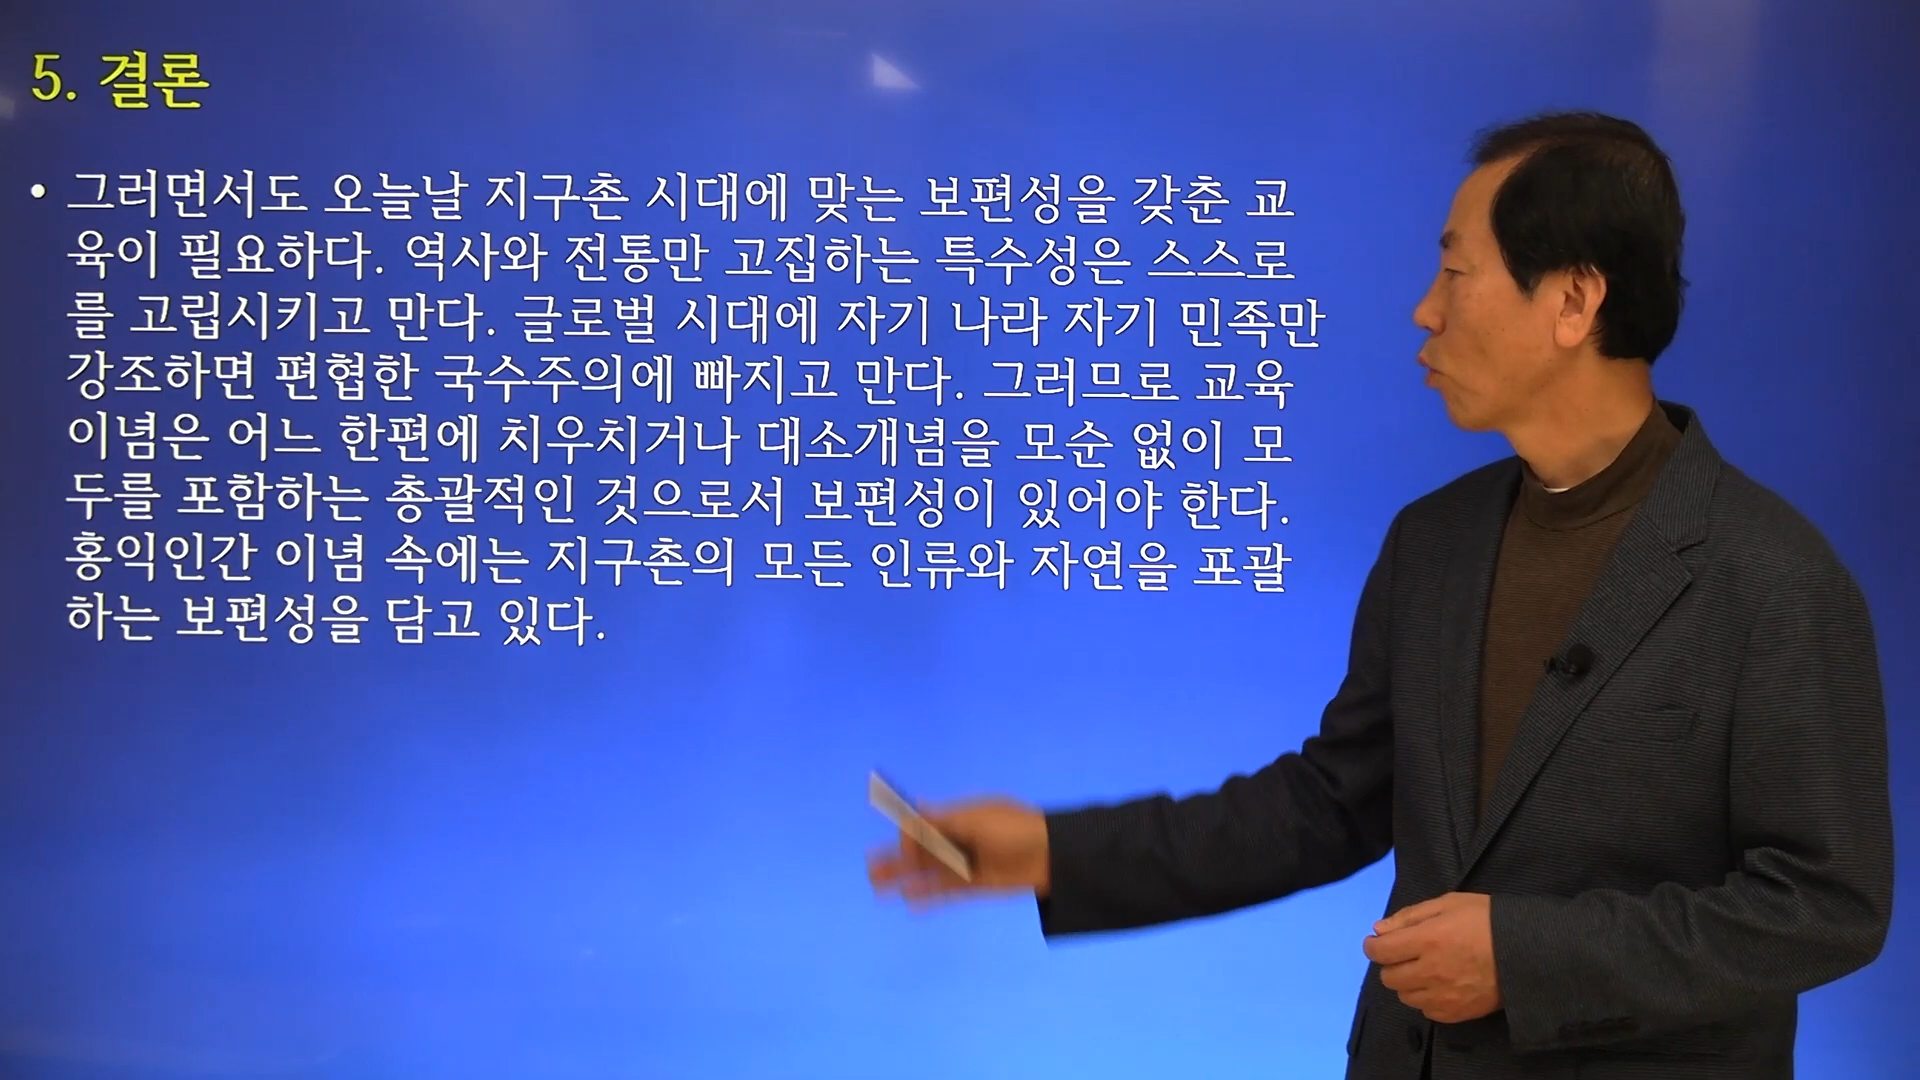 5. 결론
• 그러면서도 오늘날 지구촌 시대에 맞는 보편성을 갖춘 교
육이 필요하다. 역사와 전통만 고집하는 특수성은 스스로
를 고립시키고 만다. 글로벌 시대에 자기 나라 자기 민족만
강조하면 편협한 국수주의에 빠지고 만다. 그러므로 교육
이념은 어느 한편에 치우치거나 대소개념을 모순 없이 모
두를 포함하는 총괄적인 것으로서 보편성이 있어야 한다.
홍익인간 이념 속에는 지구촌의 모든 인류와 자연을 포괄
하는 보편성을 담고 있다.